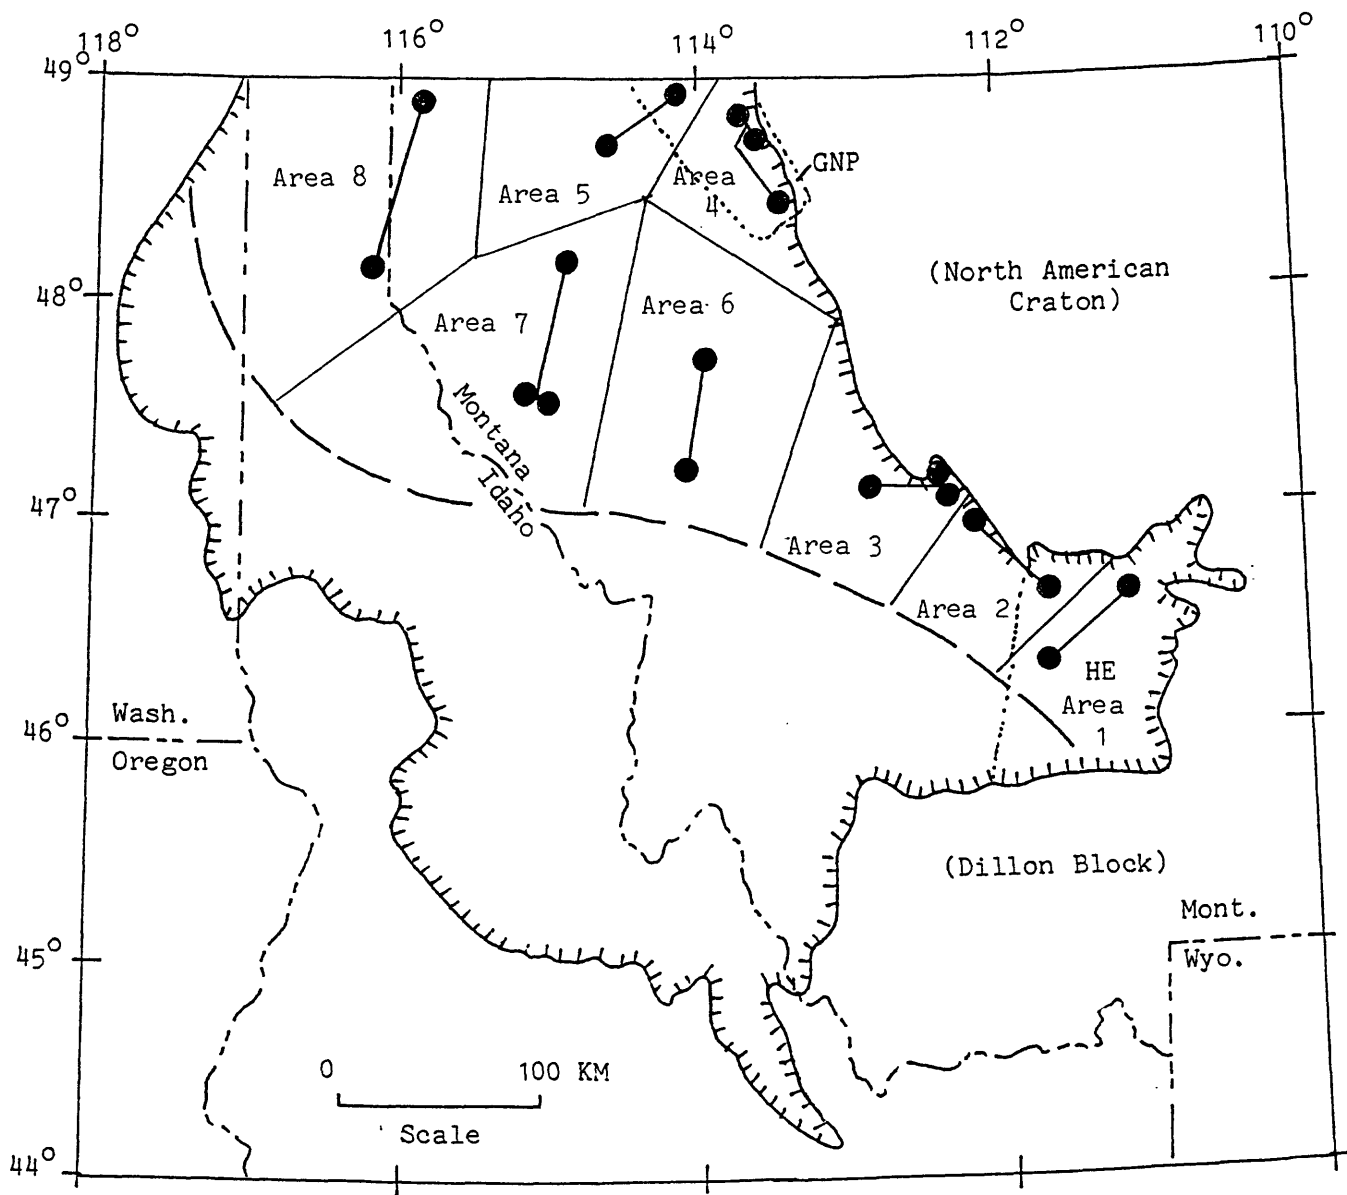 118° 116° 114° 112° 110°
49°
Area 8
Area 5
Area
4
GNP
(North American
Craton)
48°
Area 7
Area 6
Montana
Idaho
47°
Area 3
Area 2
HE
Area
1
Wash.
46°
Oregon
(Dillon Block)
Mont.
45°
Wyo.
0 100 KM
Scale
44°